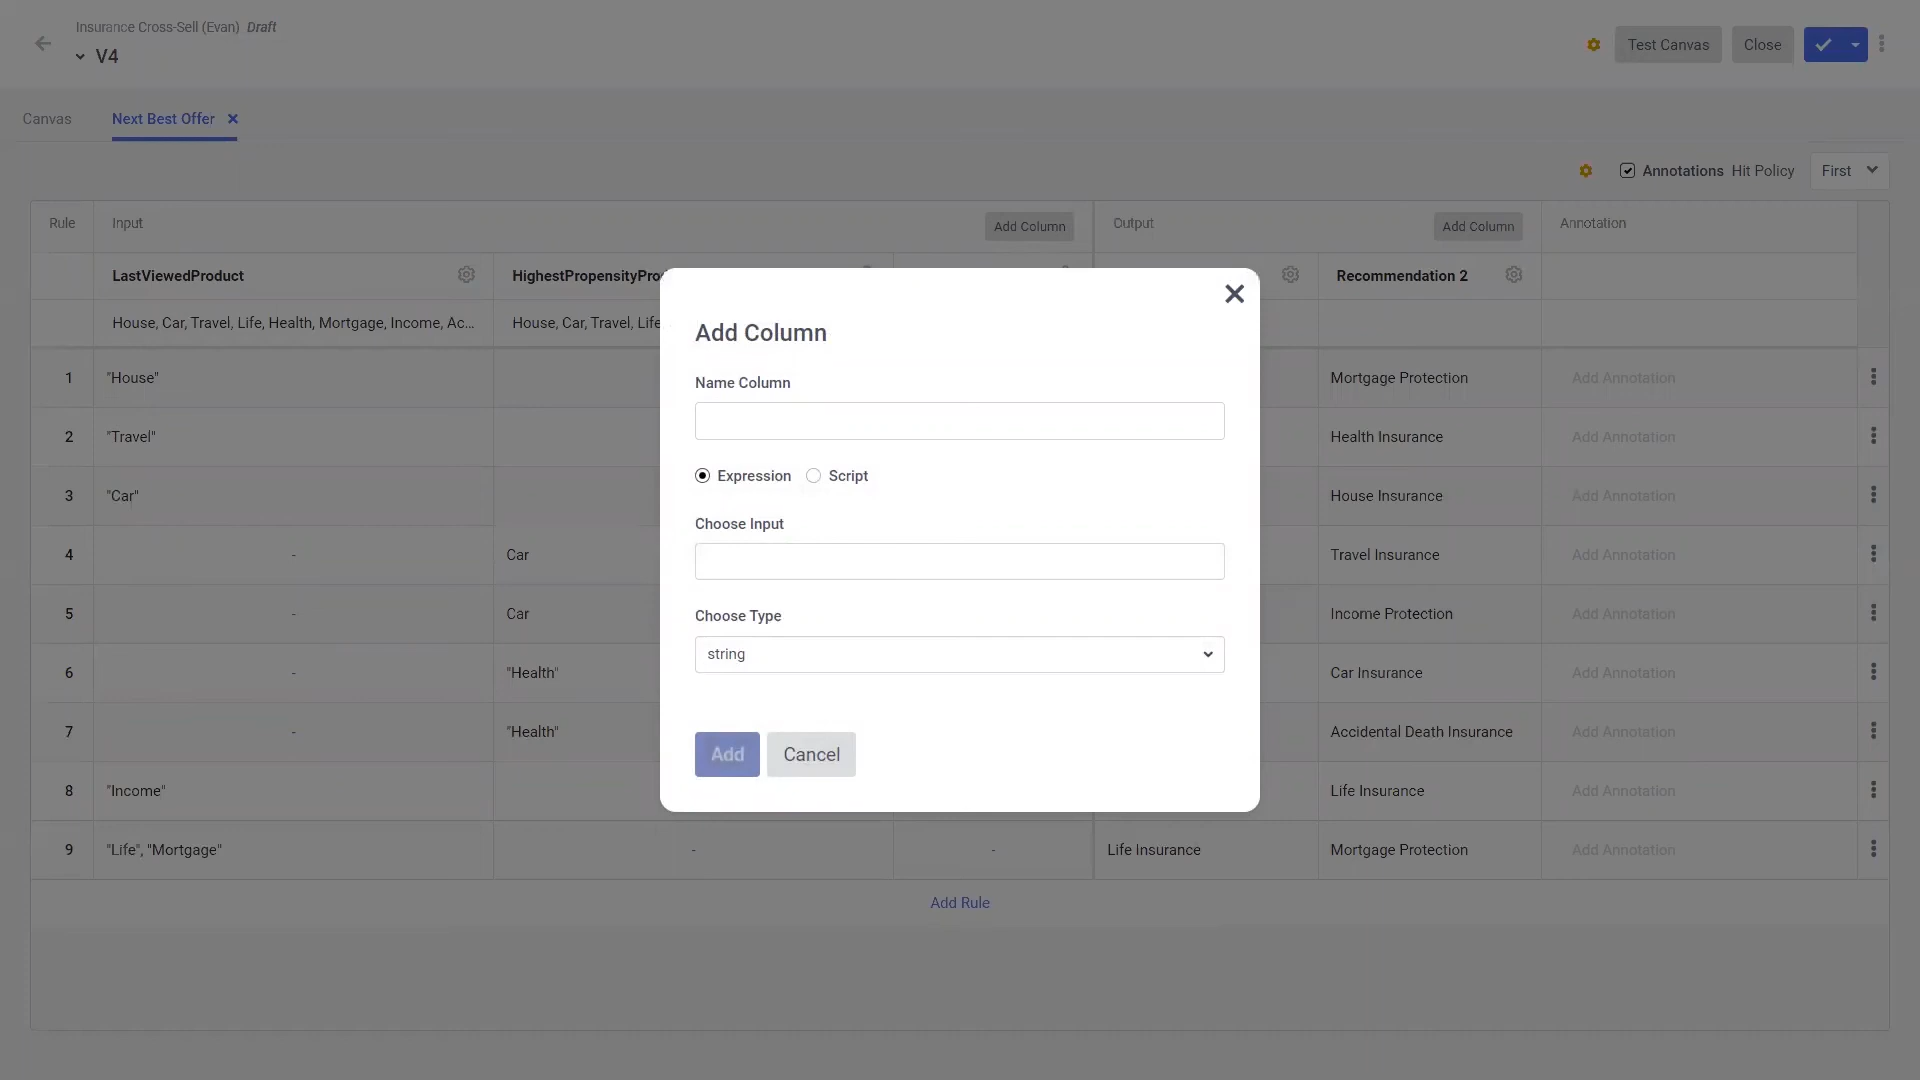 Insurance Cross-Sell (Evan) Draft
V4
Test Canvas
Close
Canvas
Next Best Offer
Annotations
Hit Policy
First
Rule
Input
Add Column
Output
Add Column
Annotation
LastViewedProduct
HighestPropensityPro
Recommendation 2
House, Car, Travel, Life, Health, Mortgage, Income, Ac...
House, Car, Travel, Life
Add Column
Name Column
Expression
Script
Choose Input
Choose Type
string
Add
Cancel
1 "House" Mortgage Protection Add Annotation
2 "Travel" Health Insurance Add Annotation
3 "Car" House Insurance Add Annotation
4 - Car Travel Insurance Add Annotation
5 - Car Income Protection Add Annotation
6 - "Health" Car Insurance Add Annotation
7 - "Health" Accidental Death Insurance Add Annotation
8 "Income" Life Insurance Add Annotation
9 "Life", "Mortgage" - - Life Insurance Mortgage Protection Add Annotation
Add Rule